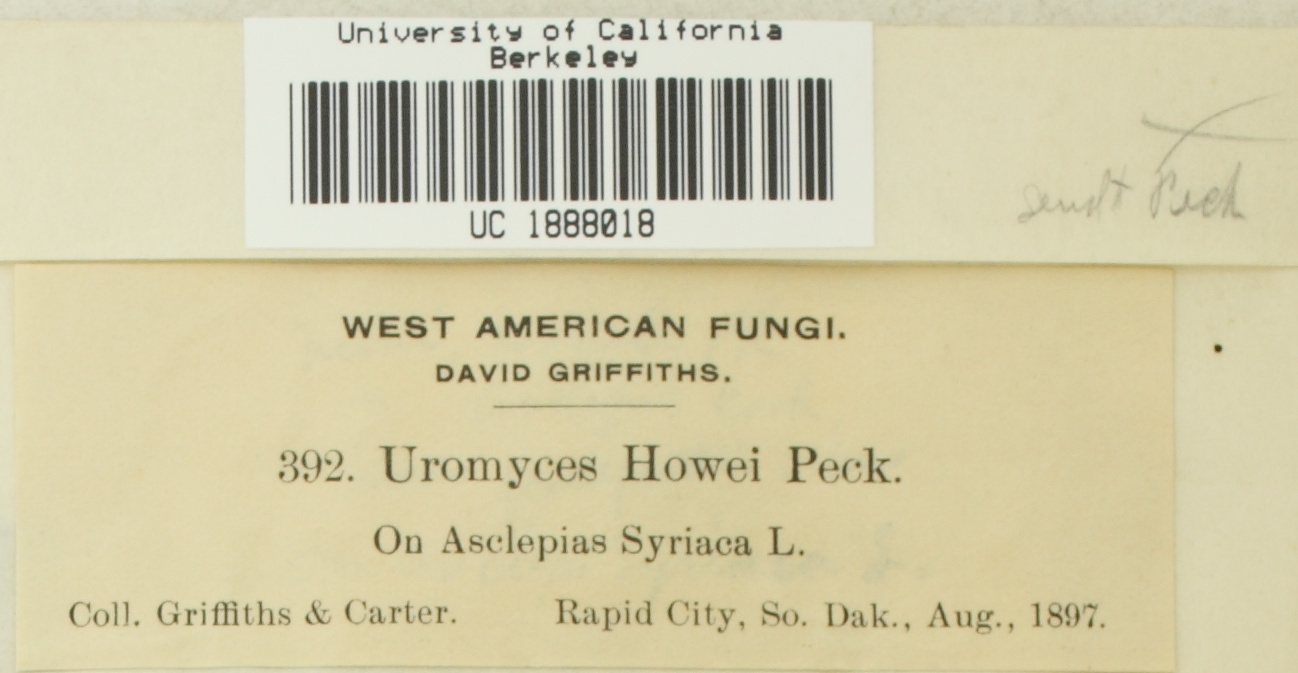 University of California
Berkeley
UC 1888018
WEST AMERICAN FUNGI.
DAVID GRIFFITHS.
392. Uromyces Howei Peck.
On Asclepias Syriaca L.
Coll. Griffiths & Carter. Rapid City, So. Dak., Aug., 1897.